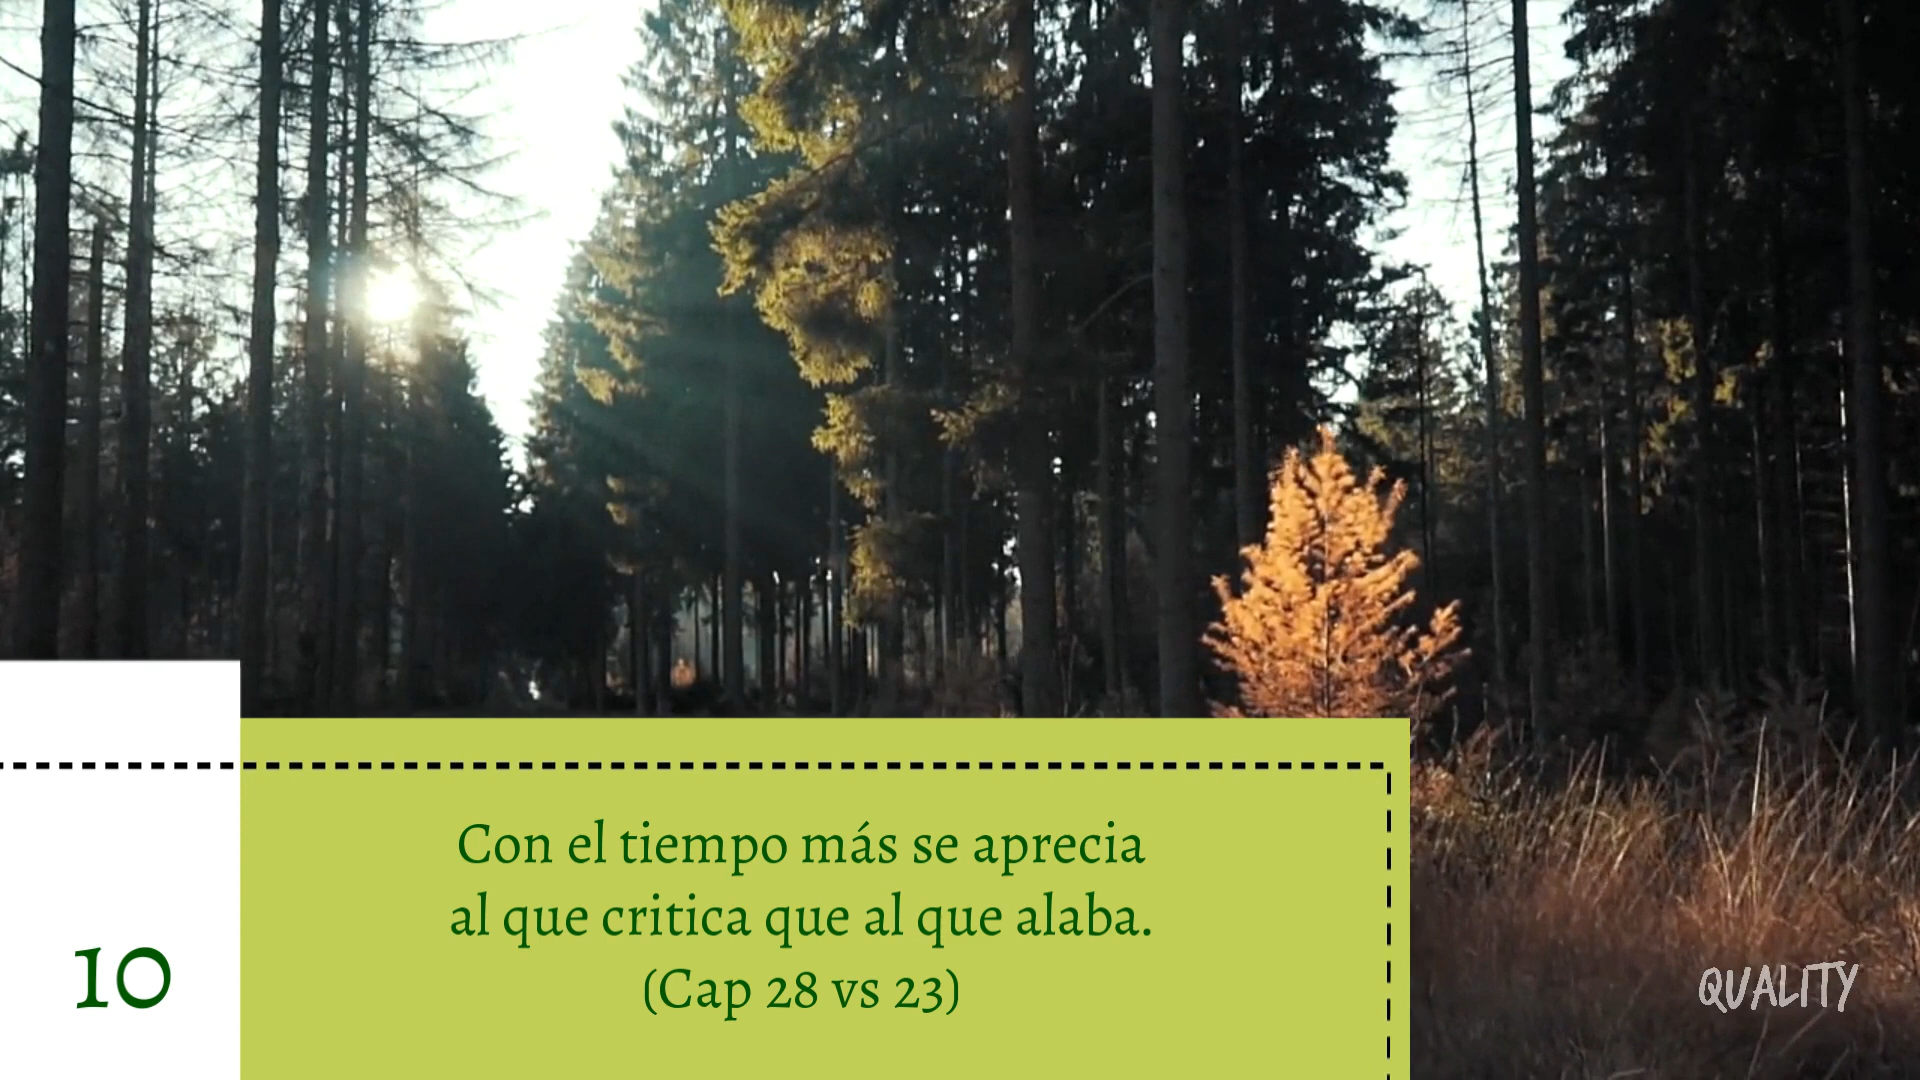 Con el tiempo más se aprecia
al que critica que al que alaba.
(Cap 28 vs 23)
10
QUALITY